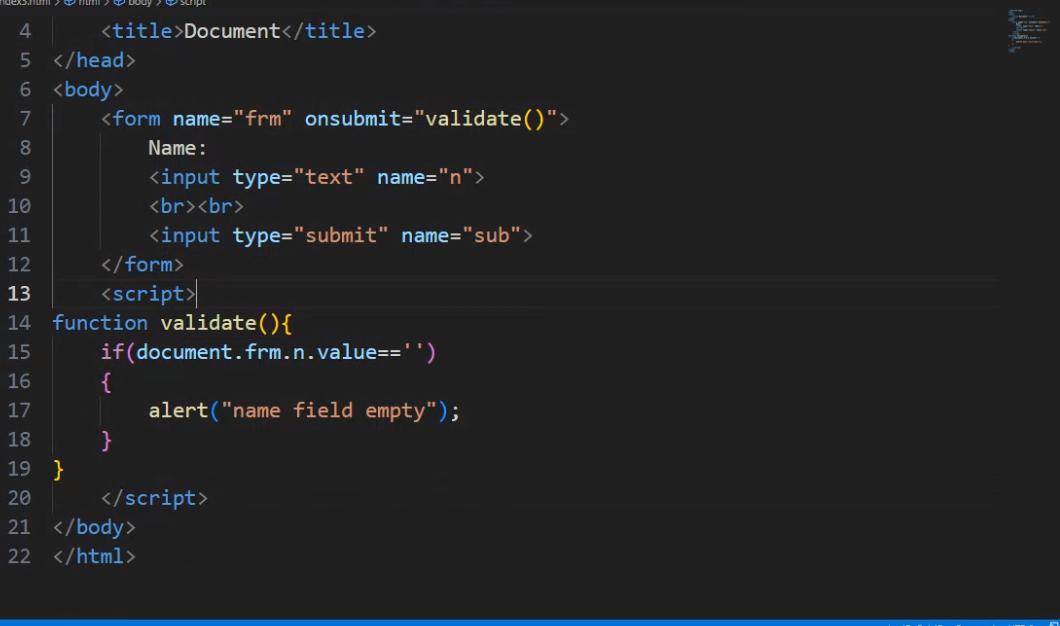 index3.html > html > body > script
4 <title>Document</title>
5 </head>
6 <body>
7 <form name="frm" onsubmit="validate()">
8 Name:
9 <input type="text" name="n">
10 <br><br>
11 <input type="submit" name="sub">
12 </form>
13 <script>
14 function validate(){
15 if(document.frm.n.value=='')
16 {
17 alert("name field empty");
18 }
19 }
20 </script>
21 </body>
22 </html>